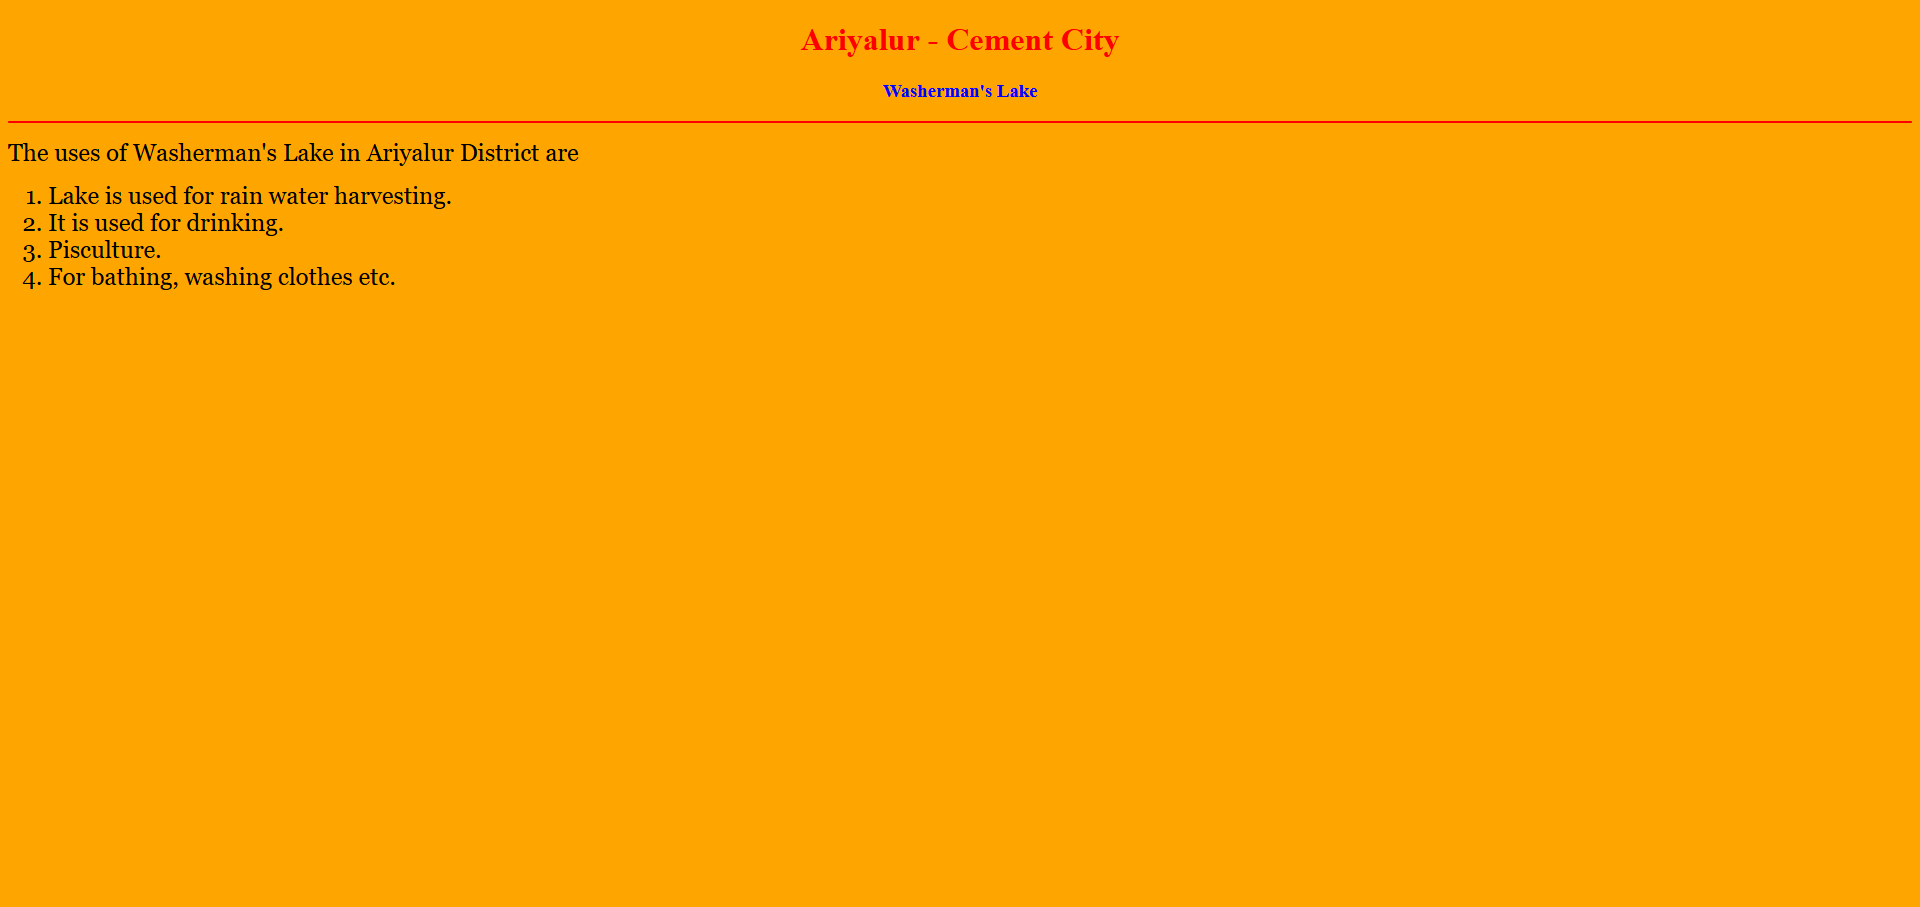 Ariyalur - Cement City
Washerman's Lake
The uses of Washerman's Lake in Ariyalur District are
1. Lake is used for rain water harvesting.
2. It is used for drinking.
3. Pisculture.
4. For bathing, washing clothes etc.